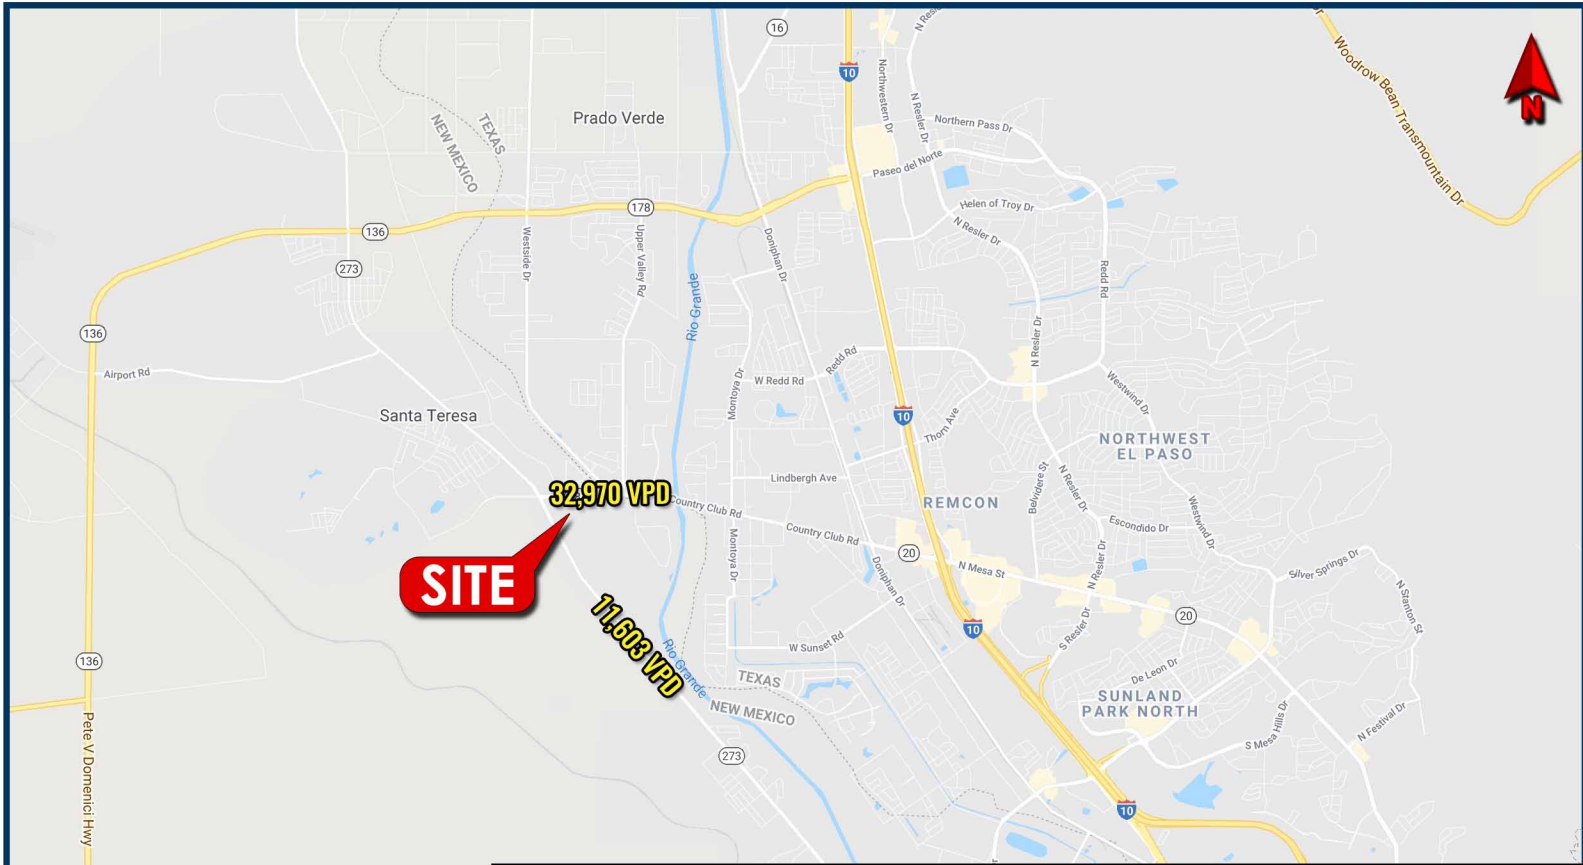 16
10
N Resler Dr
Woodrow Bean Transmountain Dr
N
Northwestern Dr
N Resler Dr
Northern Pass Dr
Prado Verde
TEXAS
NEW MEXICO
Paseo del Norte
178
Helen of Troy Dr
136
N Resler Dr
Westside Dr
Upper Valley Rd
Doniphan Dr
273
Redd Rd
Rio Grande
136
N Resler Dr
Airport Rd
Redd Rd
W Redd Rd
Montoya Dr
Westwind Dr
Santa Teresa
10
Thorn Ave
NORTHWEST
EL PASO
Lindbergh Ave
Belvidere St
N Resler Dr
32,970 VPD
Country Club Rd
REMCON
Westwind Dr
Country Club Rd
Escondido Dr
20
Montoya Dr
N Mesa St
Silver Springs Dr
SITE
Doniphan Dr
N Resler Dr
N Stanton St
20
11,603 VPD
10
S Resler Dr
W Sunset Rd
136
Rio Grande
De Leon Dr
TEXAS
NEW MEXICO
SUNLAND
PARK NORTH
S Mesa Hills Dr
N Festival Dr
Pete V Domenici Hwy
273
10